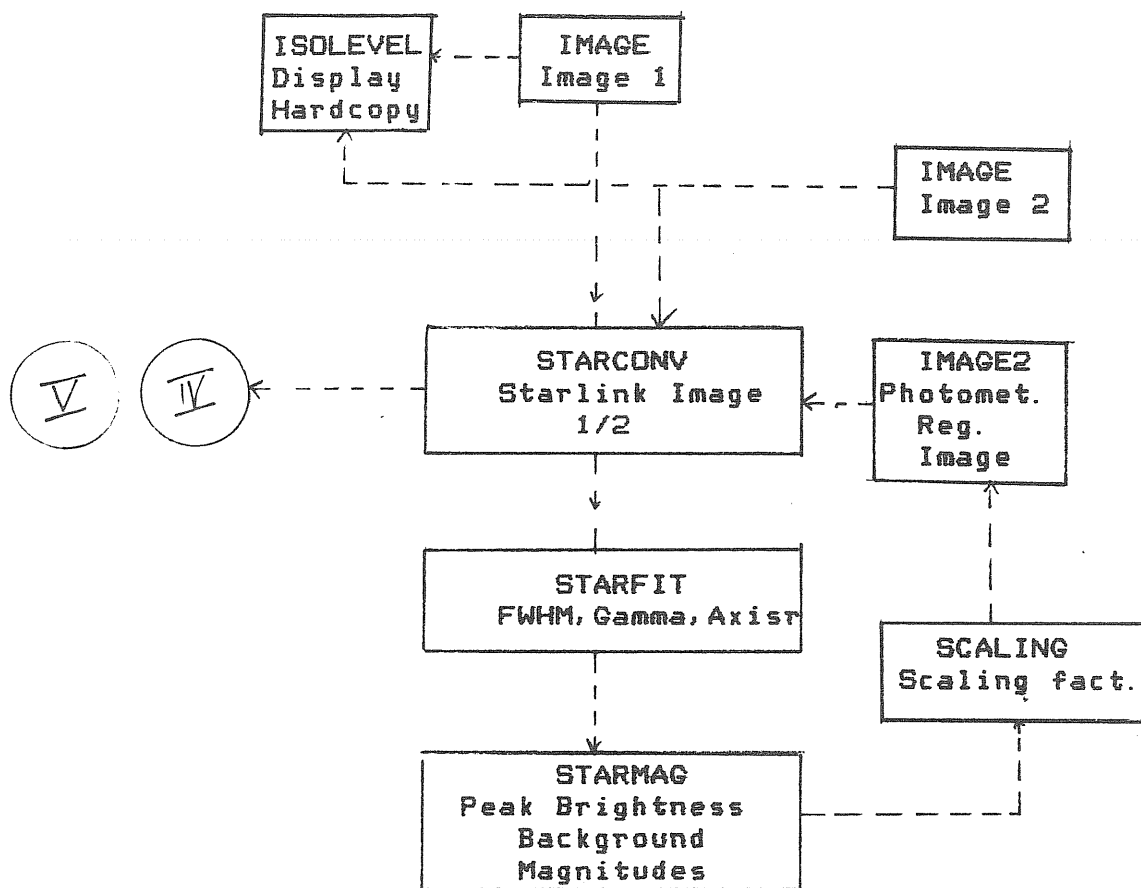 ISOLEVEL
Display
Hardcopy
IMAGE
Image 1
IMAGE
Image 2
V
IV
STARCONV
Starlink Image
1/2
IMAGE2
Photomet.
Reg.
Image
STARFIT
FWHM, Gamma, Axisr
SCALING
Scaling fact.
STARMAG
Peak Brightness
Background
Magnitudes